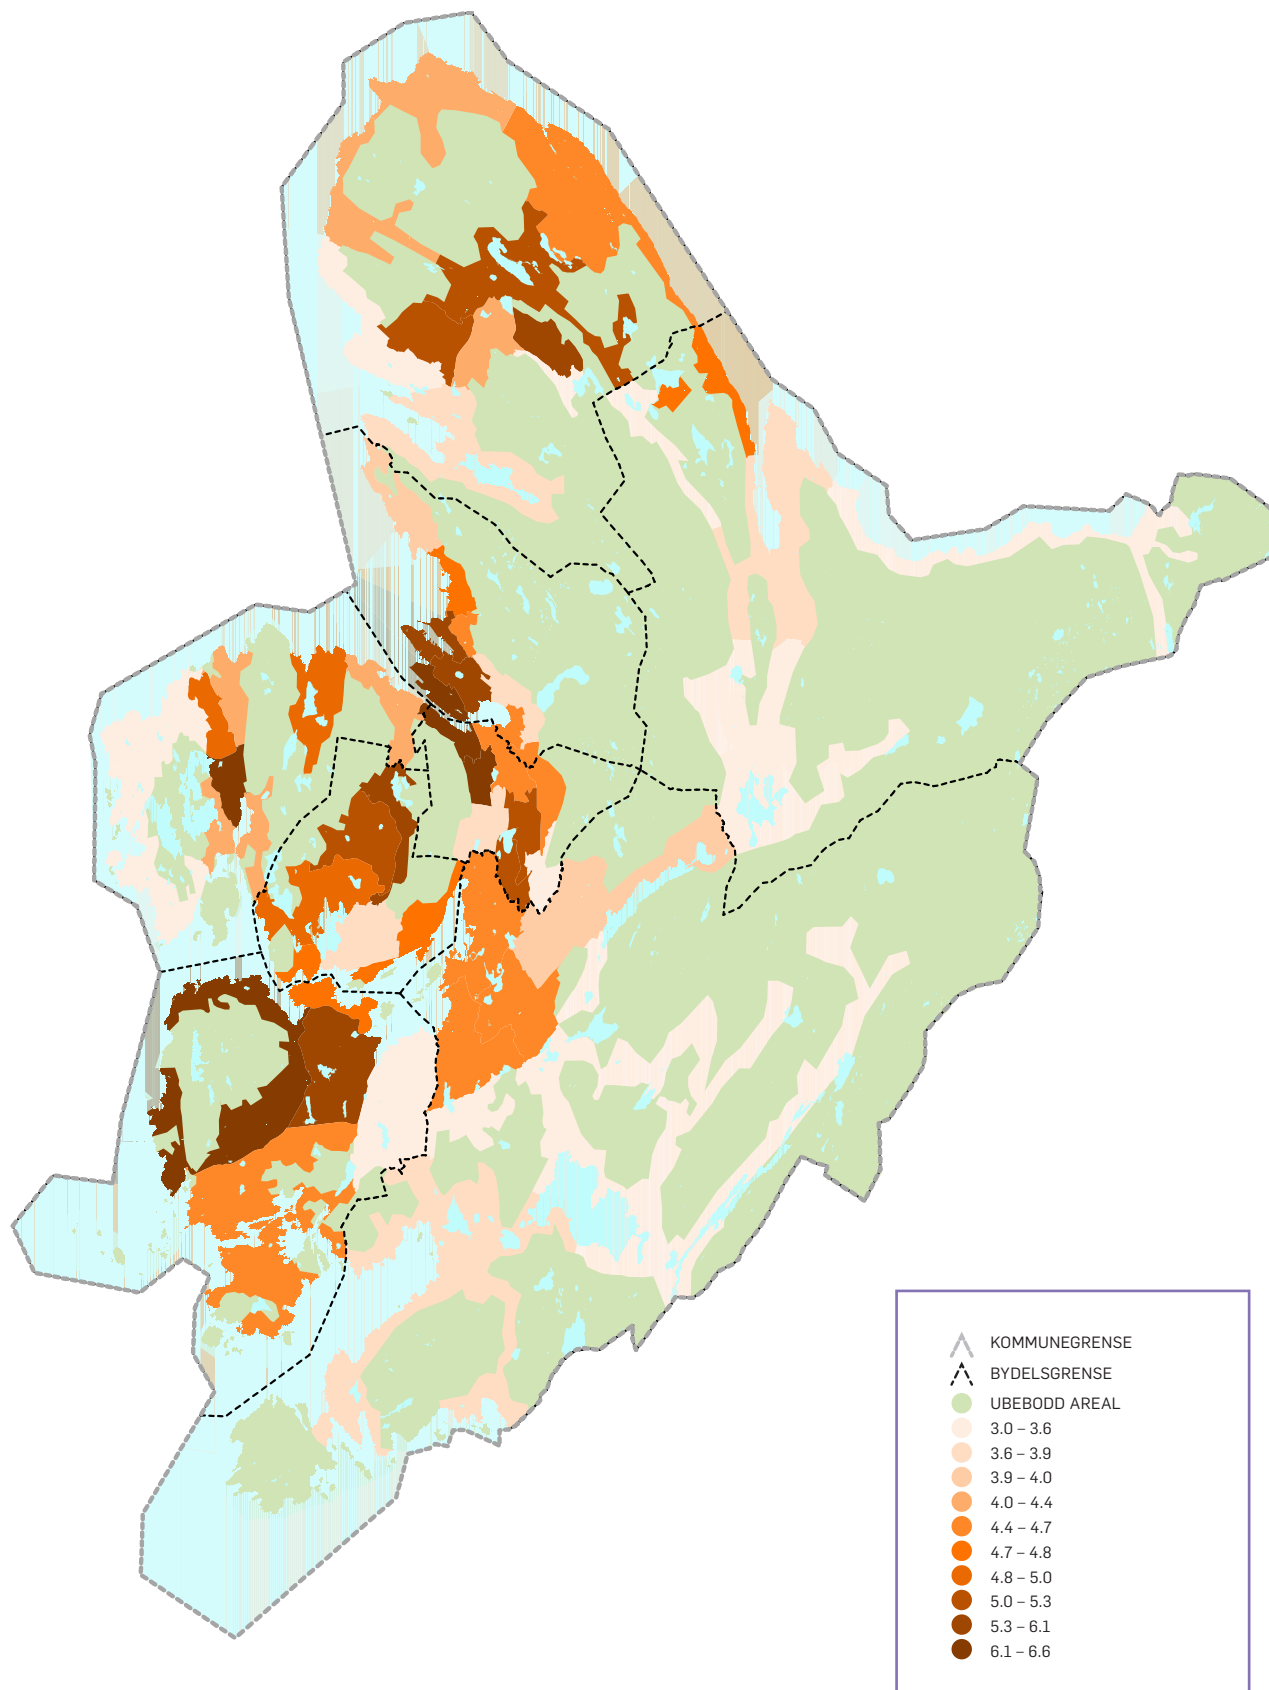 KOMMUNEGRENSE
BYDELSGRENSE
UBEBODD AREAL
3.0 – 3.6
3.6 – 3.9
3.9 – 4.0
4.0 – 4.4
4.4 – 4.7
4.7 – 4.8
4.8 – 5.0
5.0 – 5.3
5.3 – 6.1
6.1 – 6.6